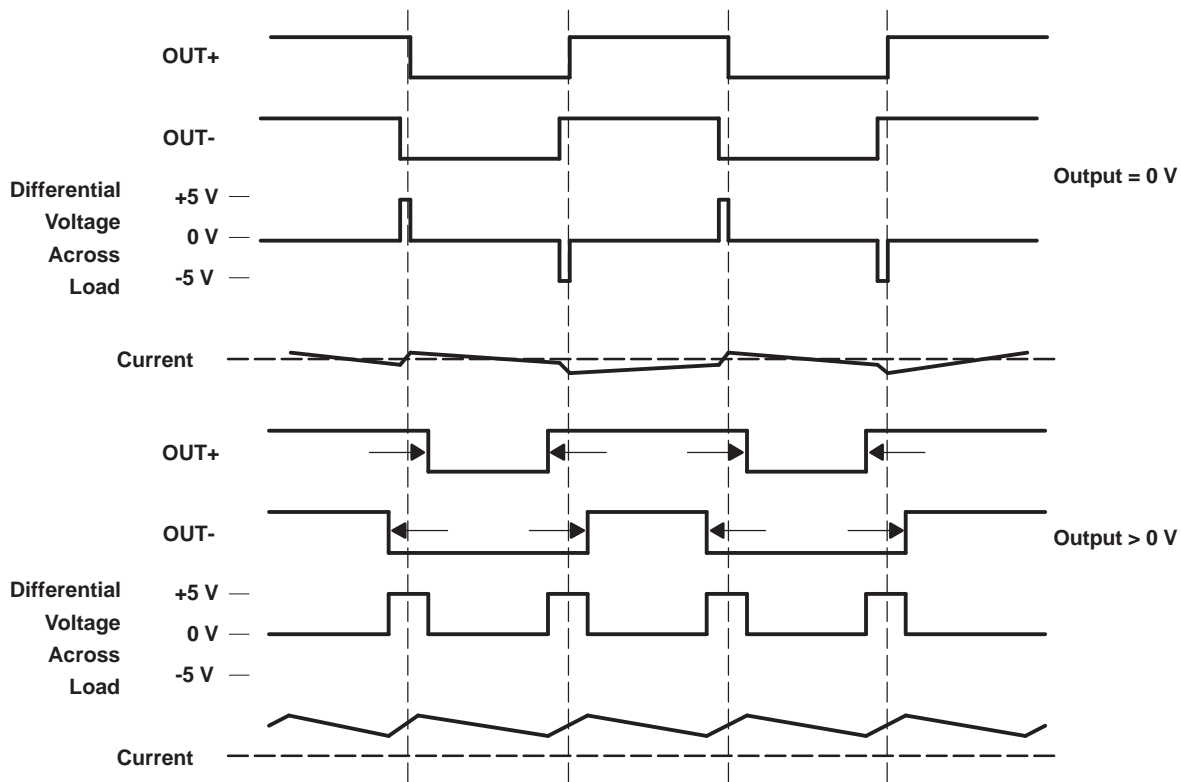 OUT+
OUT-
Output = 0 V
Differential
Voltage
Across
Load
+5 V
0 V
-5 V
Current
OUT+
OUT-
Output > 0 V
Differential
Voltage
Across
Load
+5 V
0 V
-5 V
Current